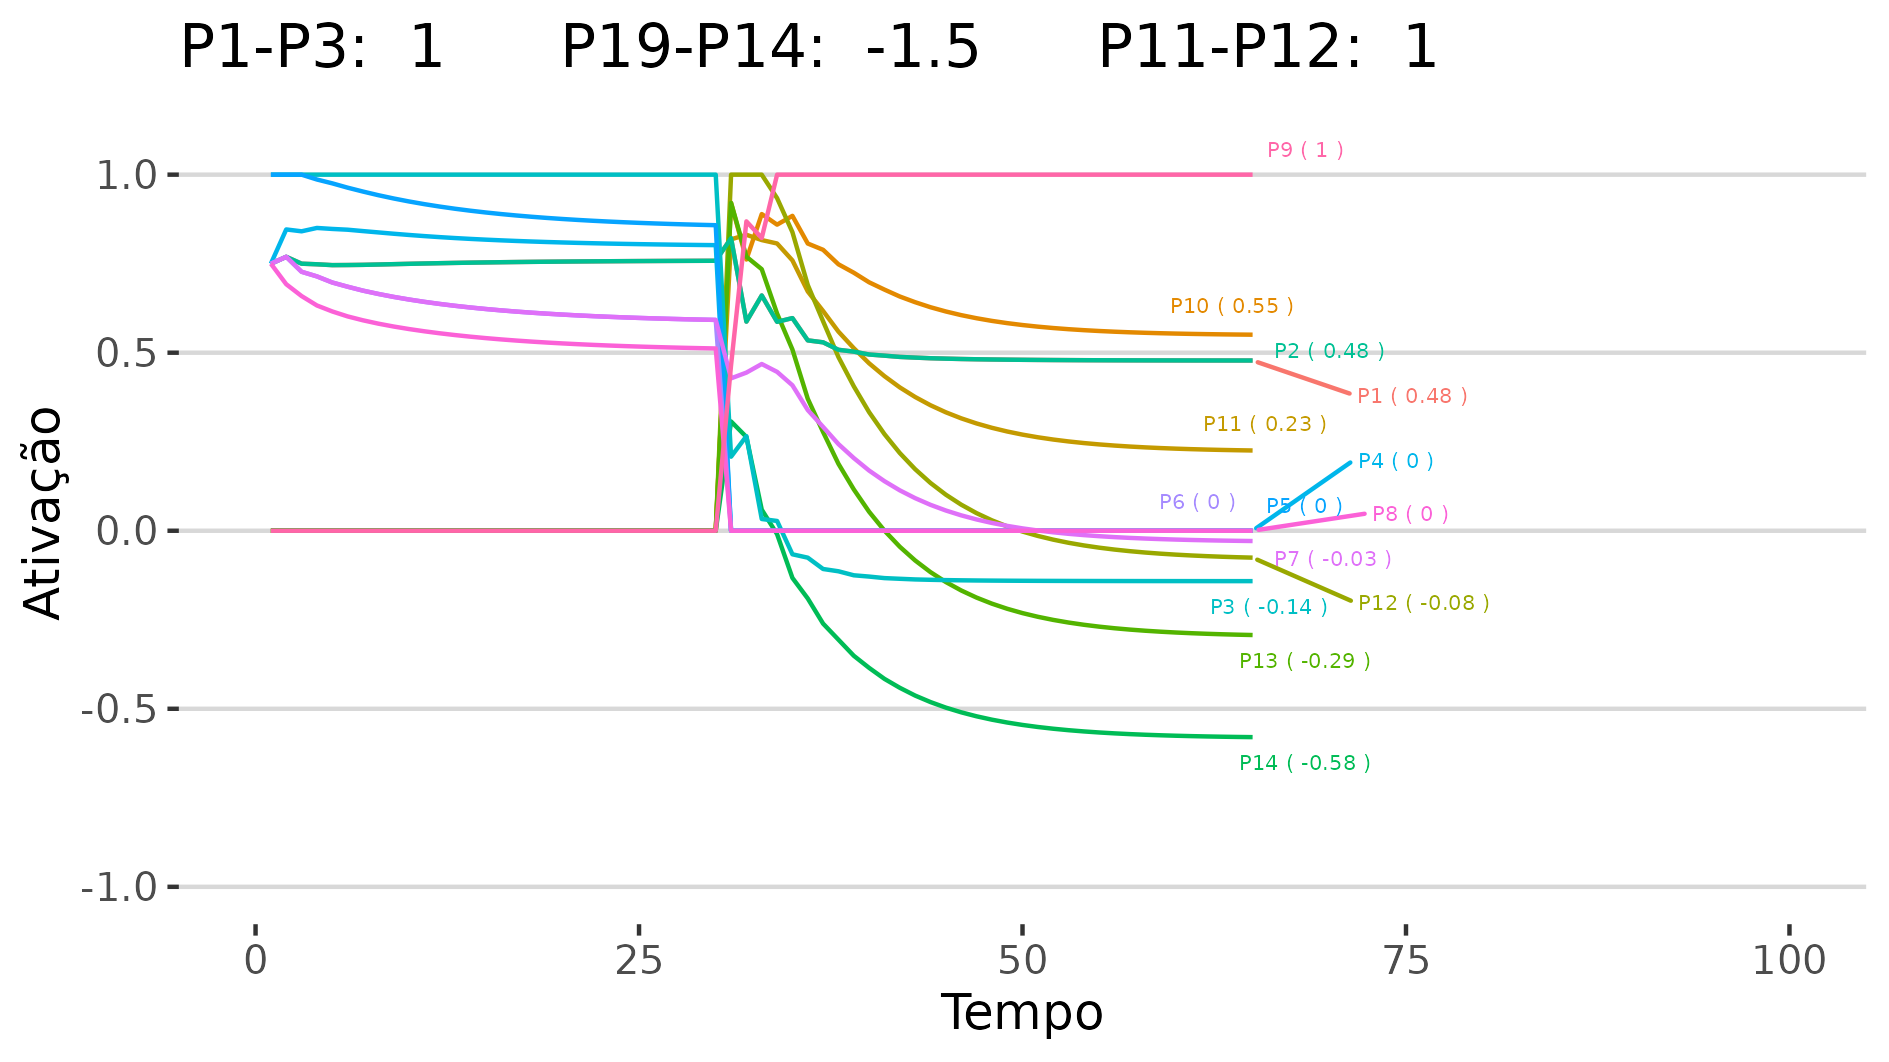 P1-P3: 1 P19-P14: -1.5 P11-P12: 1
P9 ( 1 )
1.0
P10 ( 0.55 )
0.5
P2 ( 0.48 )
P1 ( 0.48 )
P11 ( 0.23 )
P4 ( 0 )
P6 ( 0 )
P5 ( 0 )
P8 ( 0 )
0.0
P7 ( -0.03 )
P12 ( -0.08 )
P3 ( -0.14 )
P13 ( -0.29 )
-0.5
P14 ( -0.58 )
-1.0
Ativação
0 25 50 75 100
Tempo